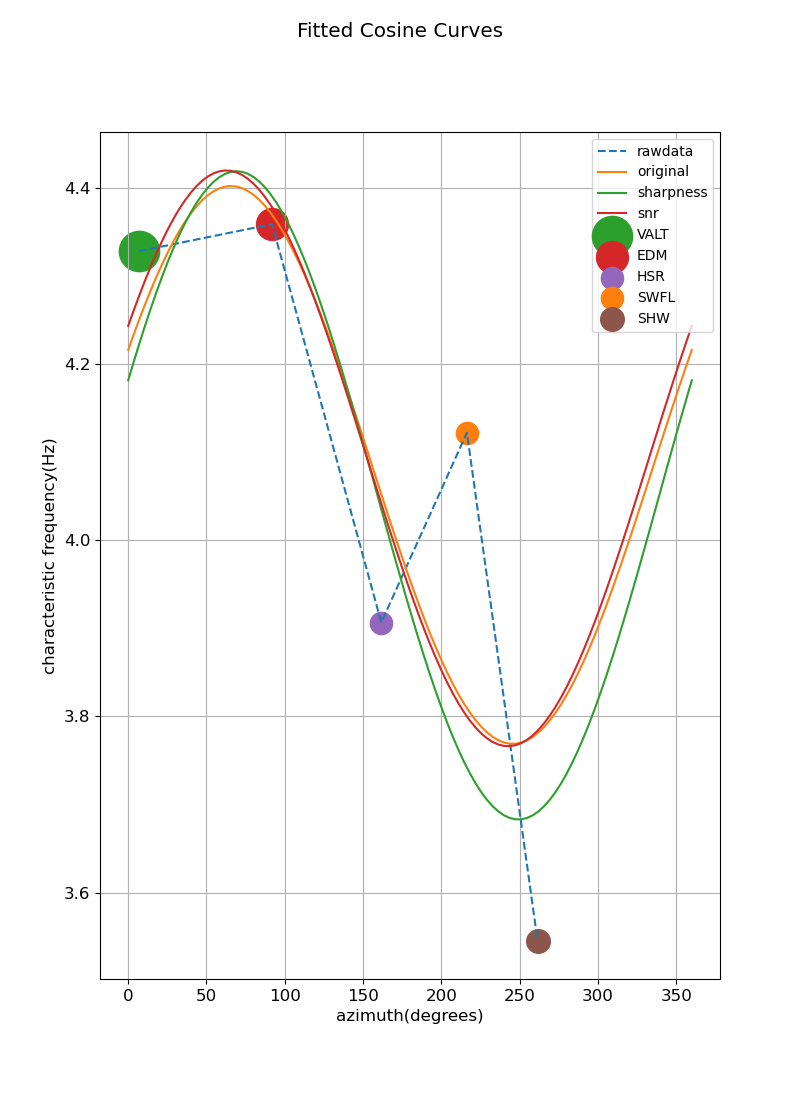 Fitted Cosine Curves
rawdata
original
sharpness
snr
VALT
EDM
HSR
SWFL
SHW
4.4
4.2
4.0
3.8
3.6
characteristic frequency(Hz)
0 50 100 150 200 250 300 350
azimuth(degrees)